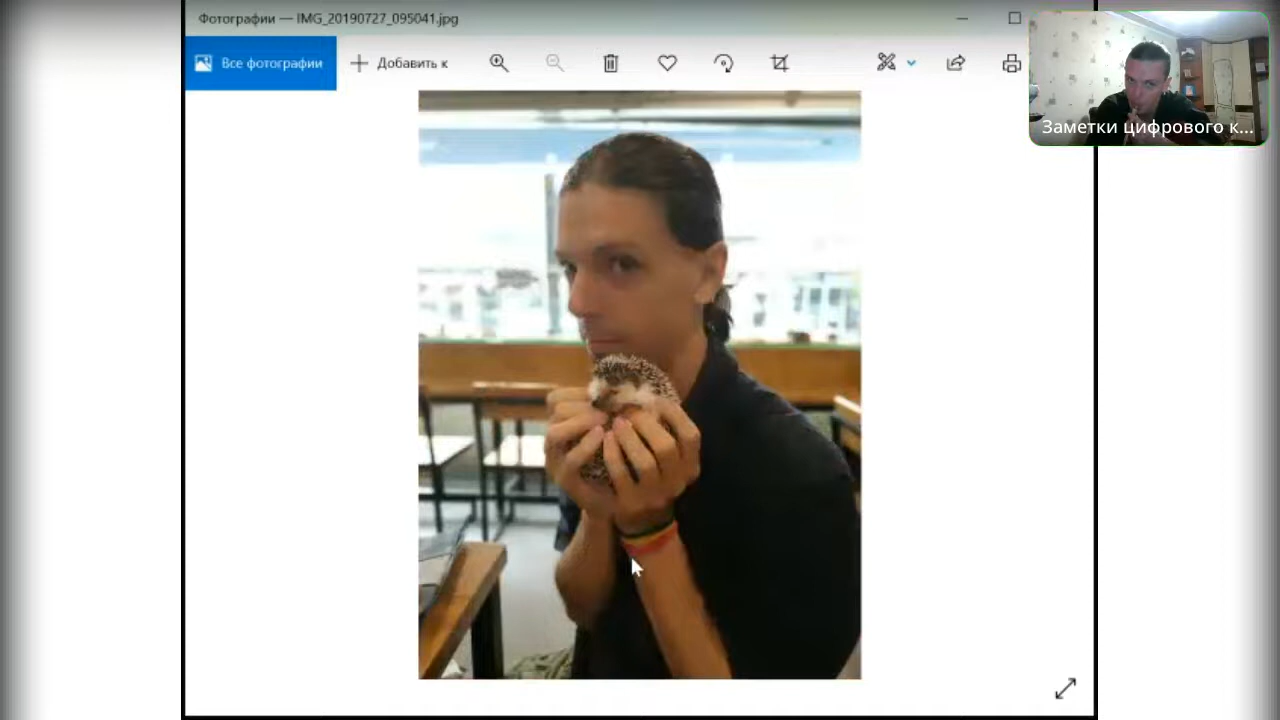 Фотографии — IMG_20190727_095041.jpg
Все фотографии
Добавить к
Заметки цифрового к...